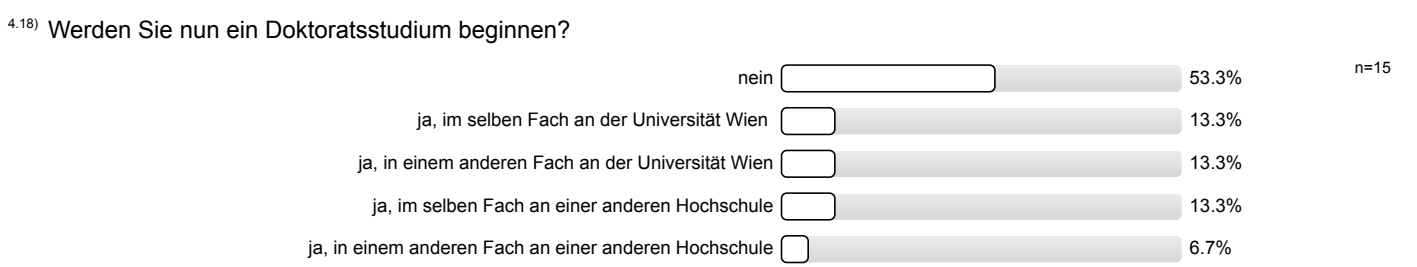 4.18) Werden Sie nun ein Doktoratsstudium beginnen?
n=15
nein 53.3%
ja, im selben Fach an der Universität Wien 13.3%
ja, in einem anderen Fach an der Universität Wien 13.3%
ja, im selben Fach an einer anderen Hochschule 13.3%
ja, in einem anderen Fach an einer anderen Hochschule 6.7%